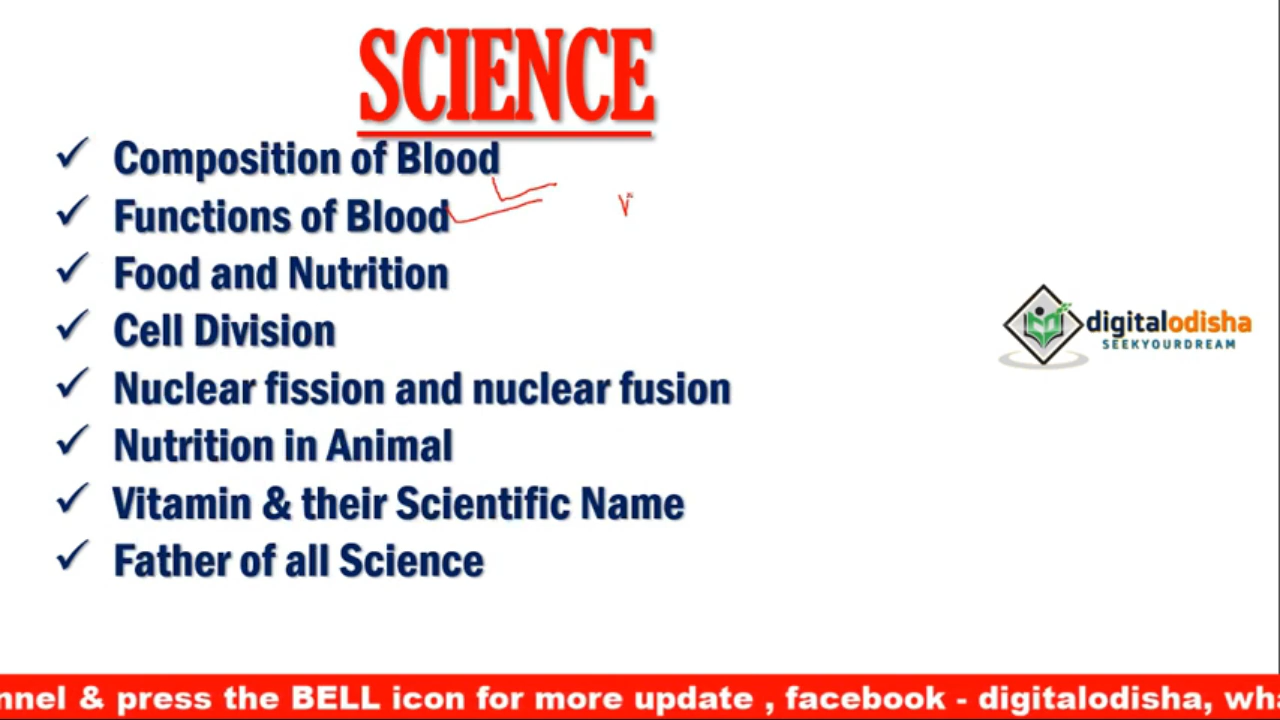 SCIENCE
✓ Composition of Blood
✓ Functions of Blood
✓ Food and Nutrition
✓ Cell Division
✓ Nuclear fission and nuclear fusion
✓ Nutrition in Animal
✓ Vitamin & their Scientific Name
✓ Father of all Science
digitalodisha
SEEKYOURDREAM
nnel & press the BELL icon for more update , facebook - digitalodisha, wha